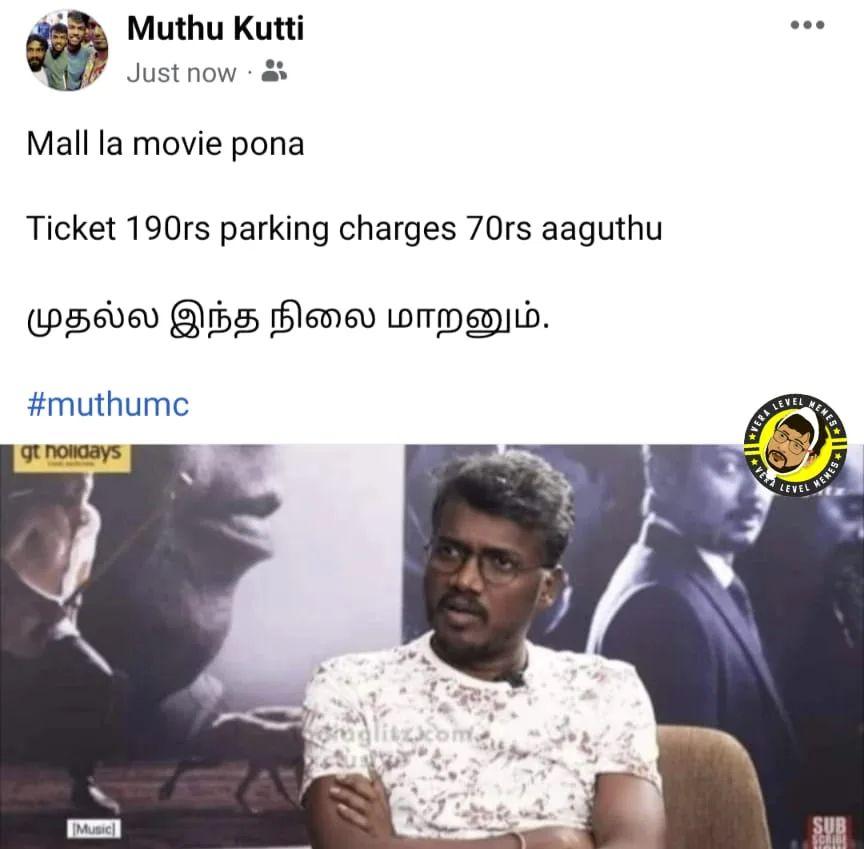 Muthu Kutti
Just now ·
Mall la movie pona
Ticket 190rs parking charges 70rs aaguthu
முதல்ல இந்த நிலை மாறனும்.
#muthumc
VERA LEVEL MEMES
VERA LEVEL MEMES
gt holidays
[Music]
SUB
SCRIBE